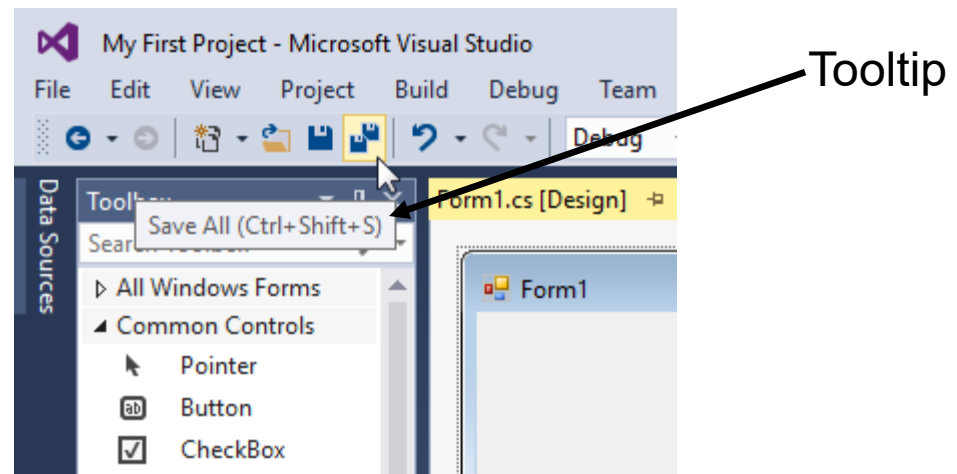 My First Project - Microsoft Visual Studio
Tooltip
File Edit View Project Build Debug Team
Debug
Data Sources
Form1.cs [Design]
Save All (Ctrl+Shift+S)
Form1
All Windows Forms
Common Controls
Pointer
ab
Button
CheckBox